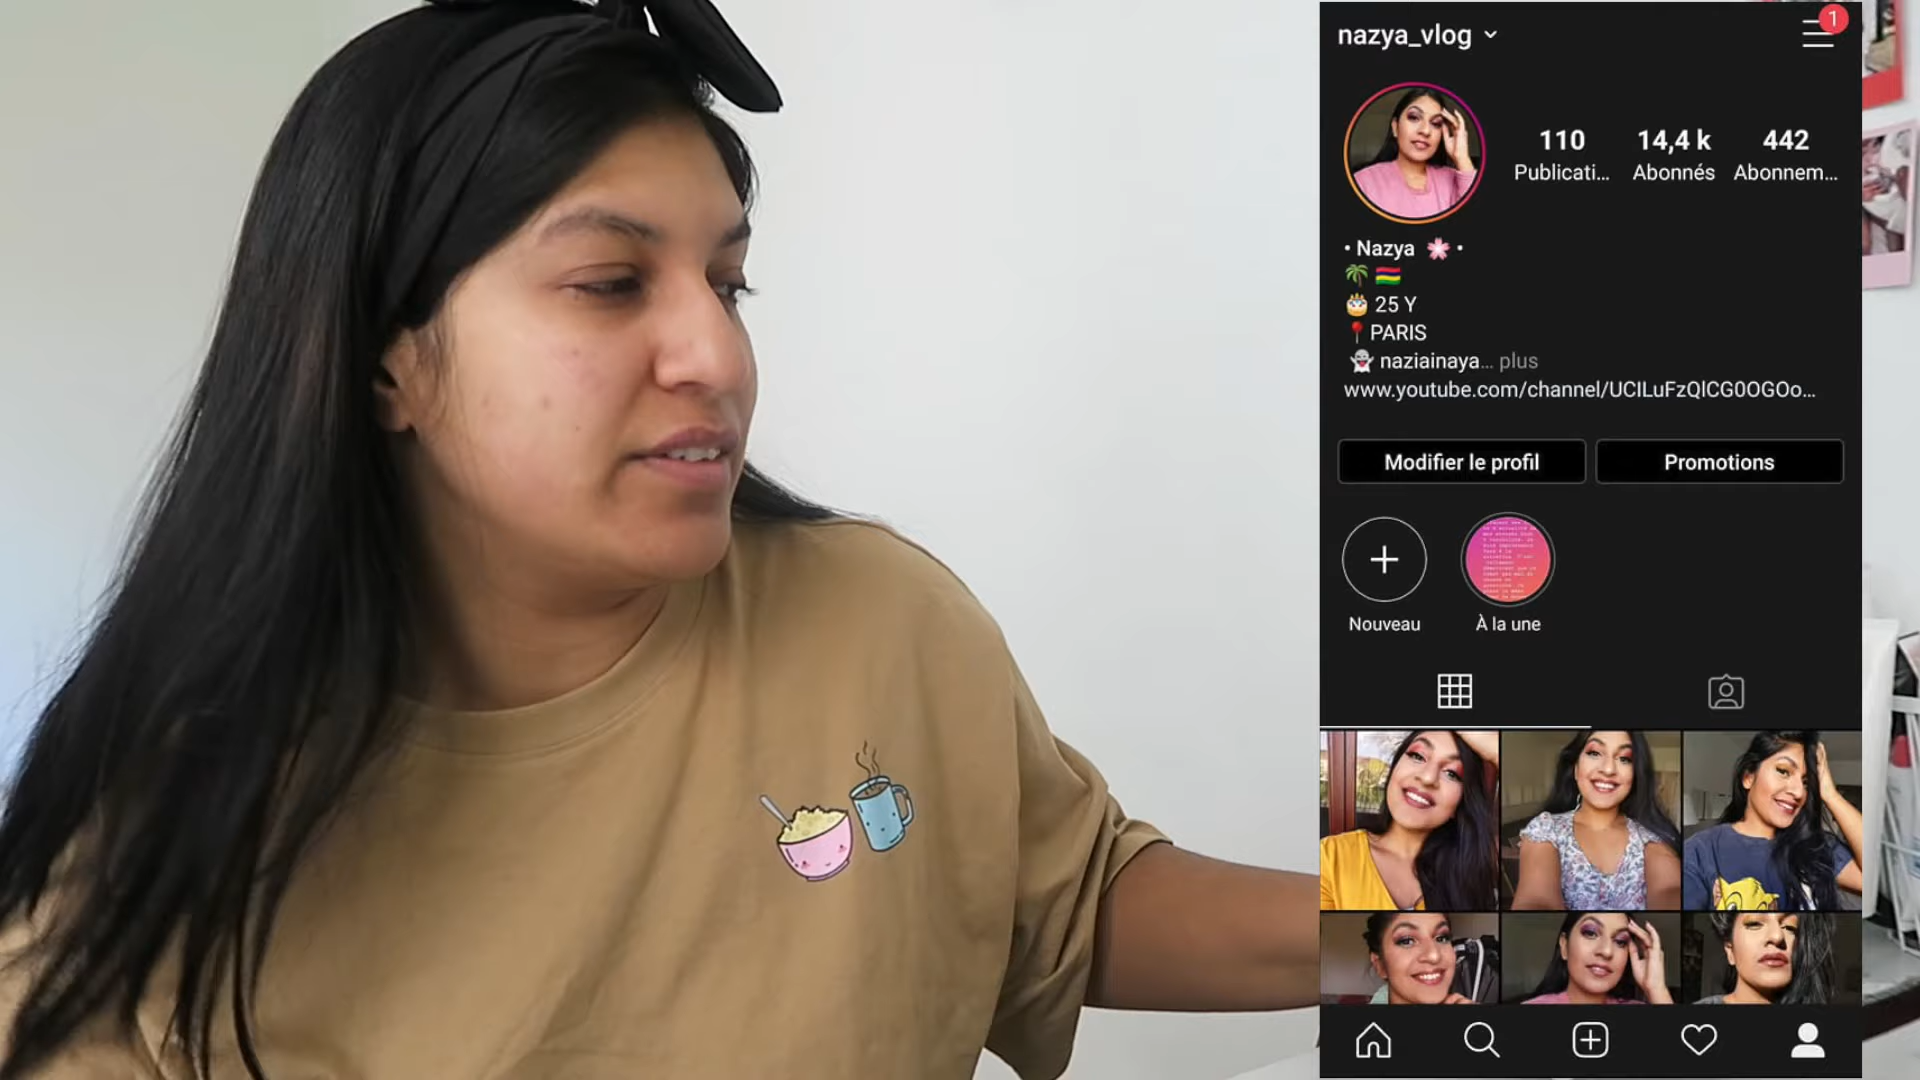 nazya_vlog
1
110
14,4 k
442
Publicati...
Abonnés
Abonnem...
• Nazya 🌸 •
🌴 🇲🇺
🎂 25 Y
📍PARIS
👻 naziainaya... plus
www.youtube.com/channel/UCILuFzQlCG0OGOo...
Modifier le profil
Promotions
Nouveau
À la une